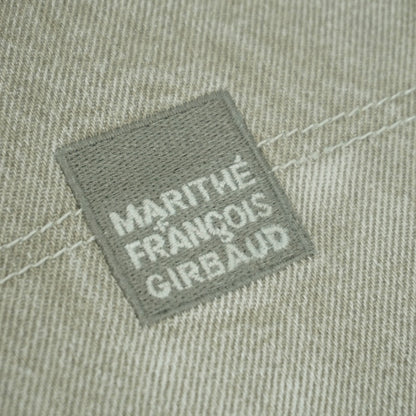 MARITHÉ
+
FRANÇOIS
GIRBAUD